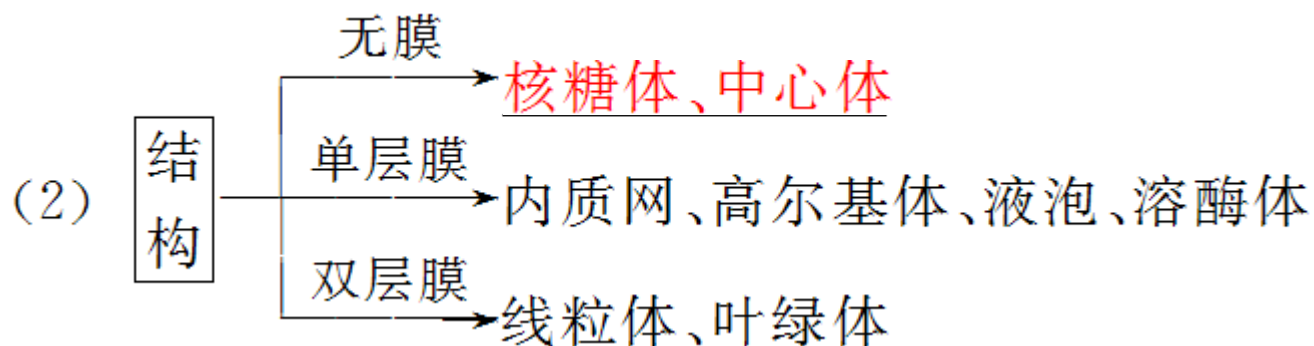 无膜
核糖体、中心体
(2) 结构
单层膜
内质网、高尔基体、液泡、溶酶体
双层膜
线粒体、叶绿体